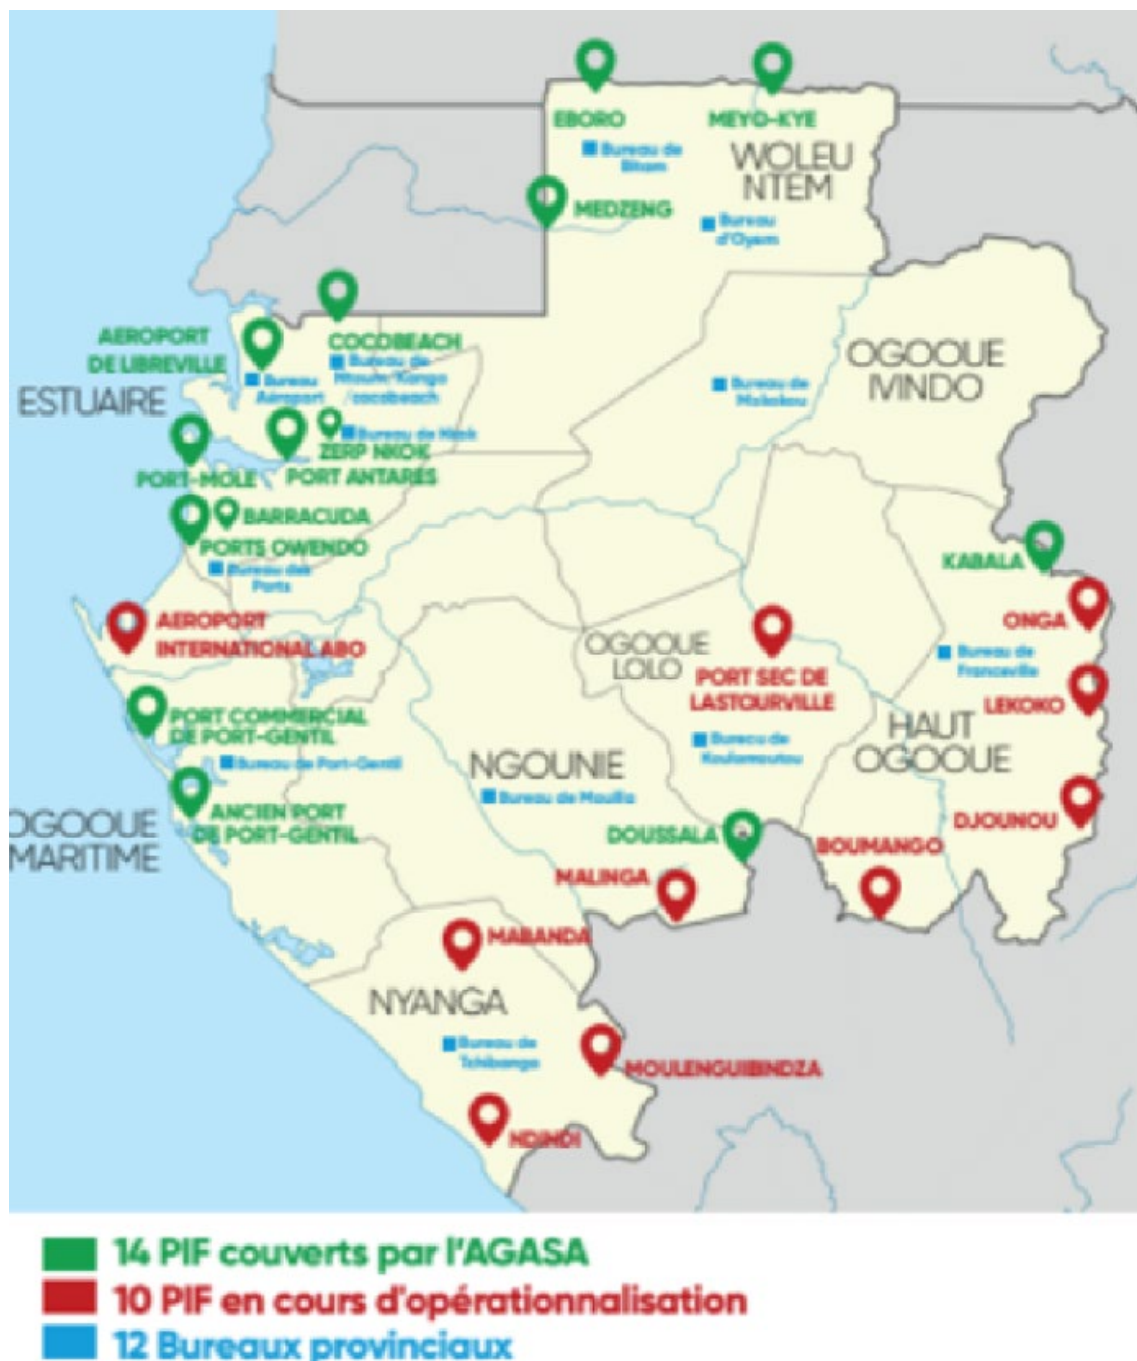 EBORO
MEYO-KYE
Bureau de
Bitam
WOLEU
NTEM
MEDZENG
Bureau
d'Oyem
AEROPORT
DE LIBREVILLE
COCOBEACH
Bureau de
Ntoum/Kango
/cocobeach
Bureau
Aéroport
ESTUAIRE
OGOOUE
IVINDO
Bureau de
Makokou
Bureau de Nkok
ZERP NKOK
PORT-MOLE
PORT ANTARES
BARRACUDA
PORTS OWENDO
Bureau des
Ports
KABALA
ONGA
AEROPORT
INTERNATIONAL ABO
OGOOUE
LOLO
PORT SEC DE
LASTOURVILLE
Bureau de
Franceville
LEKOKO
PORT COMMERCIAL
DE PORT-GENTIL
Bureau de Port-Gentil
HAUT
OGOOUE
Bureau de
Koulamoutou
NGOUNIE
Bureau de Mouila
ANCIEN PORT
DE PORT-GENTIL
OGOOUE
MARITIME
DOUSSALA
DJOUNOU
BOUMANGO
MALINGA
MABANDA
NYANGA
Bureau de
Tchibanga
MOULENGUIBINDZA
NDINDI
14 PIF couverts par l'AGASA
10 PIF en cours d'opérationnalisation
12 Bureaux provinciaux